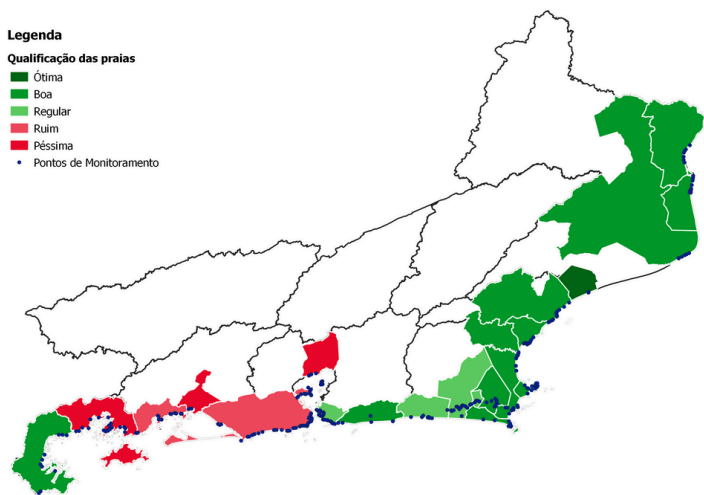 Legenda
Qualificação das praias
Ótima
Boa
Regular
Ruim
Péssima
Pontos de Monitoramento